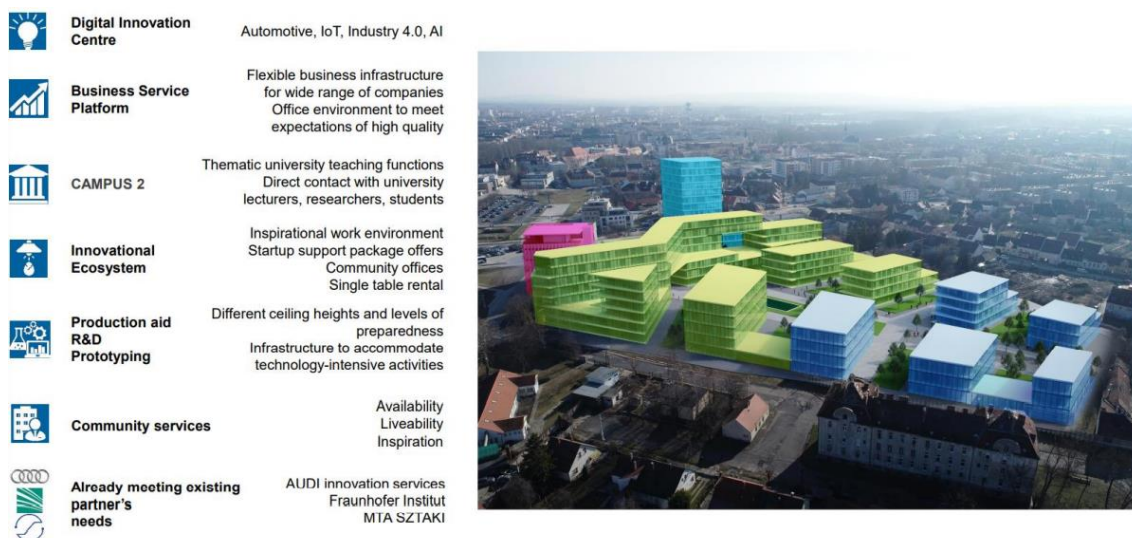 Digital Innovation
Centre
Automotive, IoT, Industry 4.0, AI
Business Service
Platform
Flexible business infrastructure
for wide range of companies
Office environment to meet
expectations of high quality
CAMPUS 2
Thematic university teaching functions
Direct contact with university
lecturers, researchers, students
Innovational
Ecosystem
Inspirational work environment
Startup support package offers
Community offices
Single table rental
Production aid
R&D
Prototyping
Different ceiling heights and levels of
preparedness
Infrastructure to accommodate
technology-intensive activities
Community services
Availability
Liveability
Inspiration
Already meeting existing
partner's
needs
AUDI innovation services
Fraunhofer Institut
MTA SZTAKI